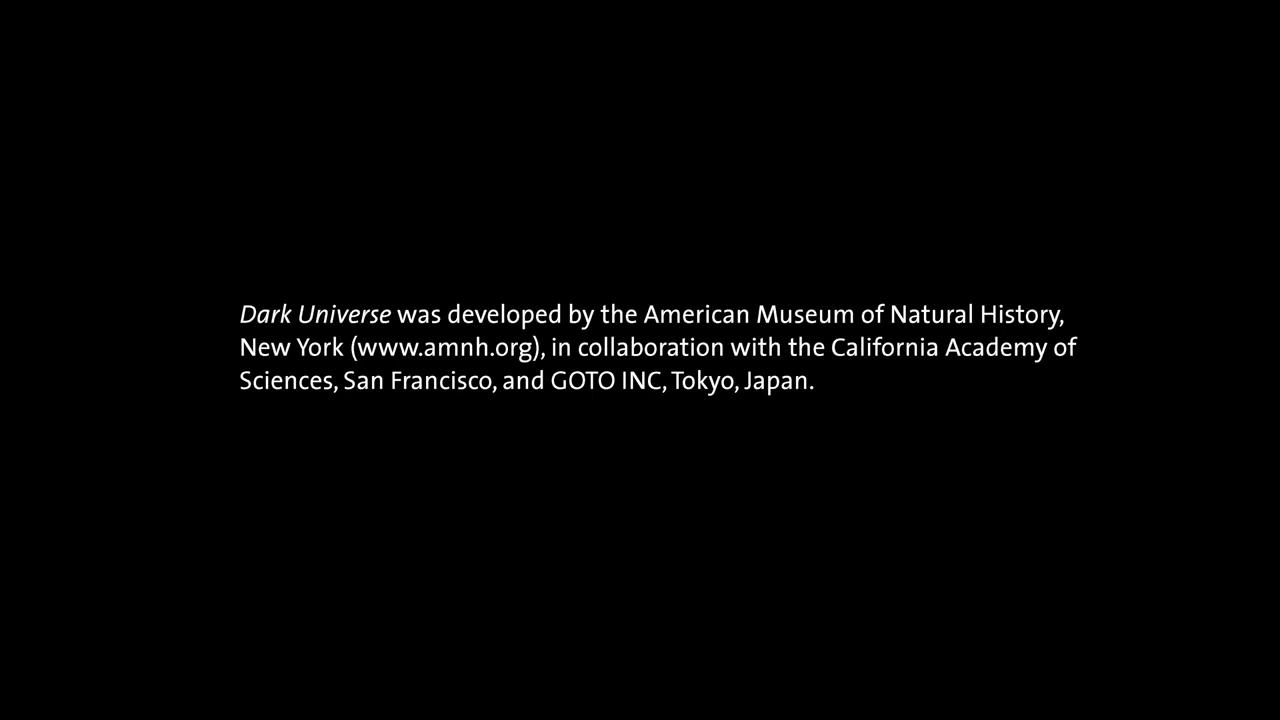 Dark Universe was developed by the American Museum of Natural History,
New York (www.amnh.org), in collaboration with the California Academy of
Sciences, San Francisco, and GOTO INC, Tokyo, Japan.